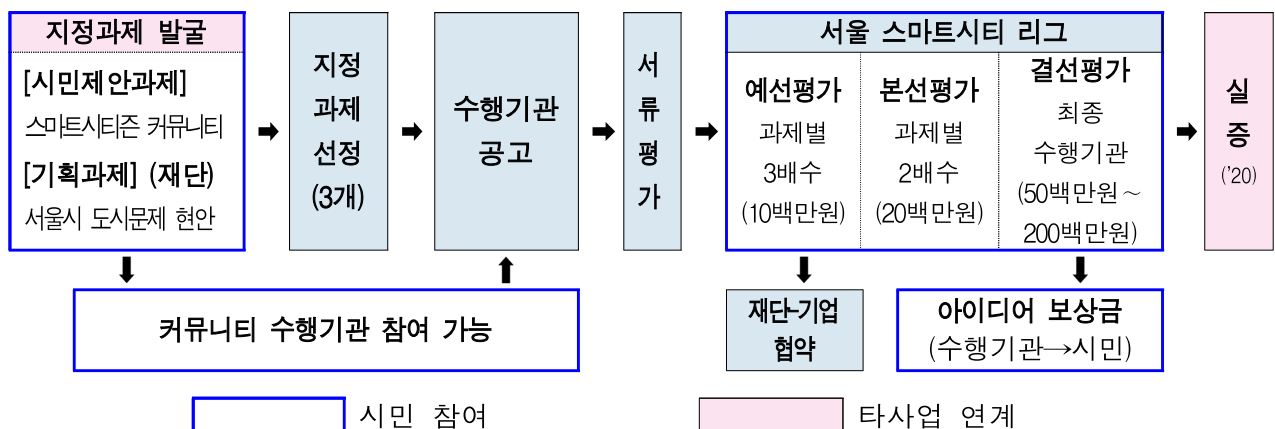 지정과제 발굴
[시민제안과제]
스마트시티즌 커뮤니티
[기획과제] (재단)
서울시 도시문제 현안
지정
과제
선정
(3개)
수행기관
공고
서
류
평
가
서울 스마트시티 리그
예선평가
과제별
3배수
(10백만원)
본선평가
과제별
2배수
(20백만원)
결선평가
최종
수행기관
(50백만원~
200백만원)
실
증
('20)
커뮤니티 수행기관 참여 가능
재단-기업
협약
아이디어 보상금
(수행기관→시민)
시민 참여
타사업 연계